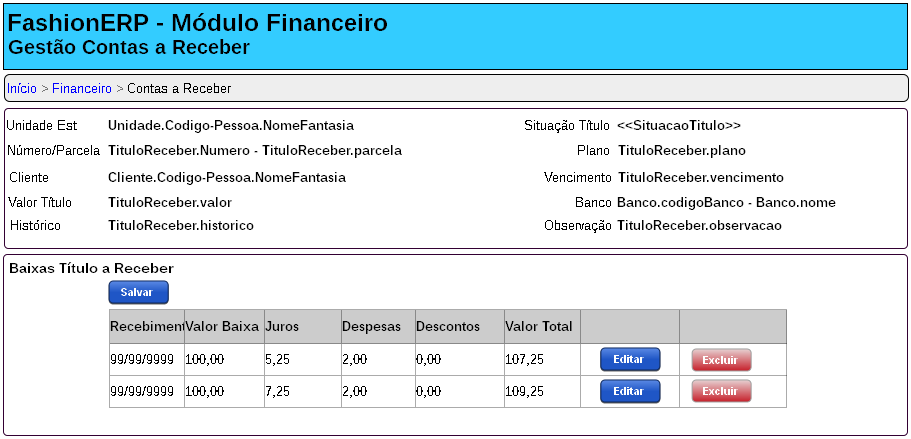 FashionERP - Módulo Financeiro
Gestão Contas a Receber
Início > Financeiro > Contas a Receber
Unidade Est Unidade.Codigo-Pessoa.NomeFantasia Situação Título <<SituacaoTitulo>>
Número/Parcela TituloReceber.Numero - TituloReceber.parcela Plano TituloReceber.plano
Cliente Cliente.Codigo-Pessoa.NomeFantasia Vencimento TituloReceber.vencimento
Valor Título TituloReceber.valor Banco Banco.codigoBanco - Banco.nome
Histórico TituloReceber.historico Observação TituloReceber.observacao
Baixas Título a Receber
Salvar
Recebiment Valor Baixa Juros Despesas Descontos Valor Total
99/99/9999 100,00 5,25 2,00 0,00 107,25 Editar Excluir
99/99/9999 100,00 7,25 2,00 0,00 109,25 Editar Excluir